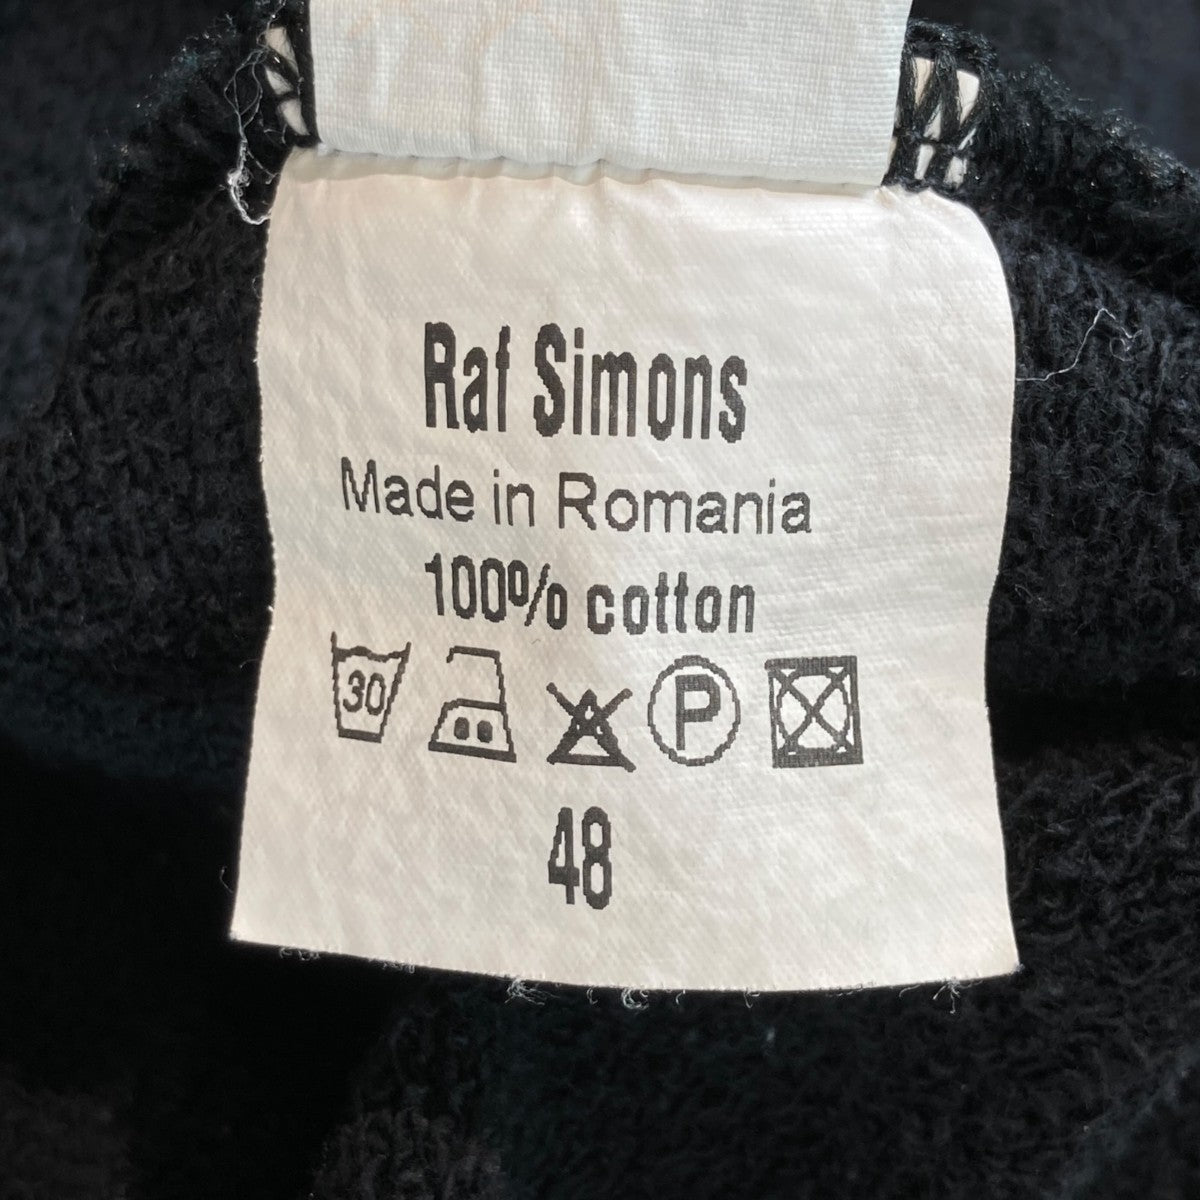 Raf Simons
Made in Romania
100% cotton
30 P
48